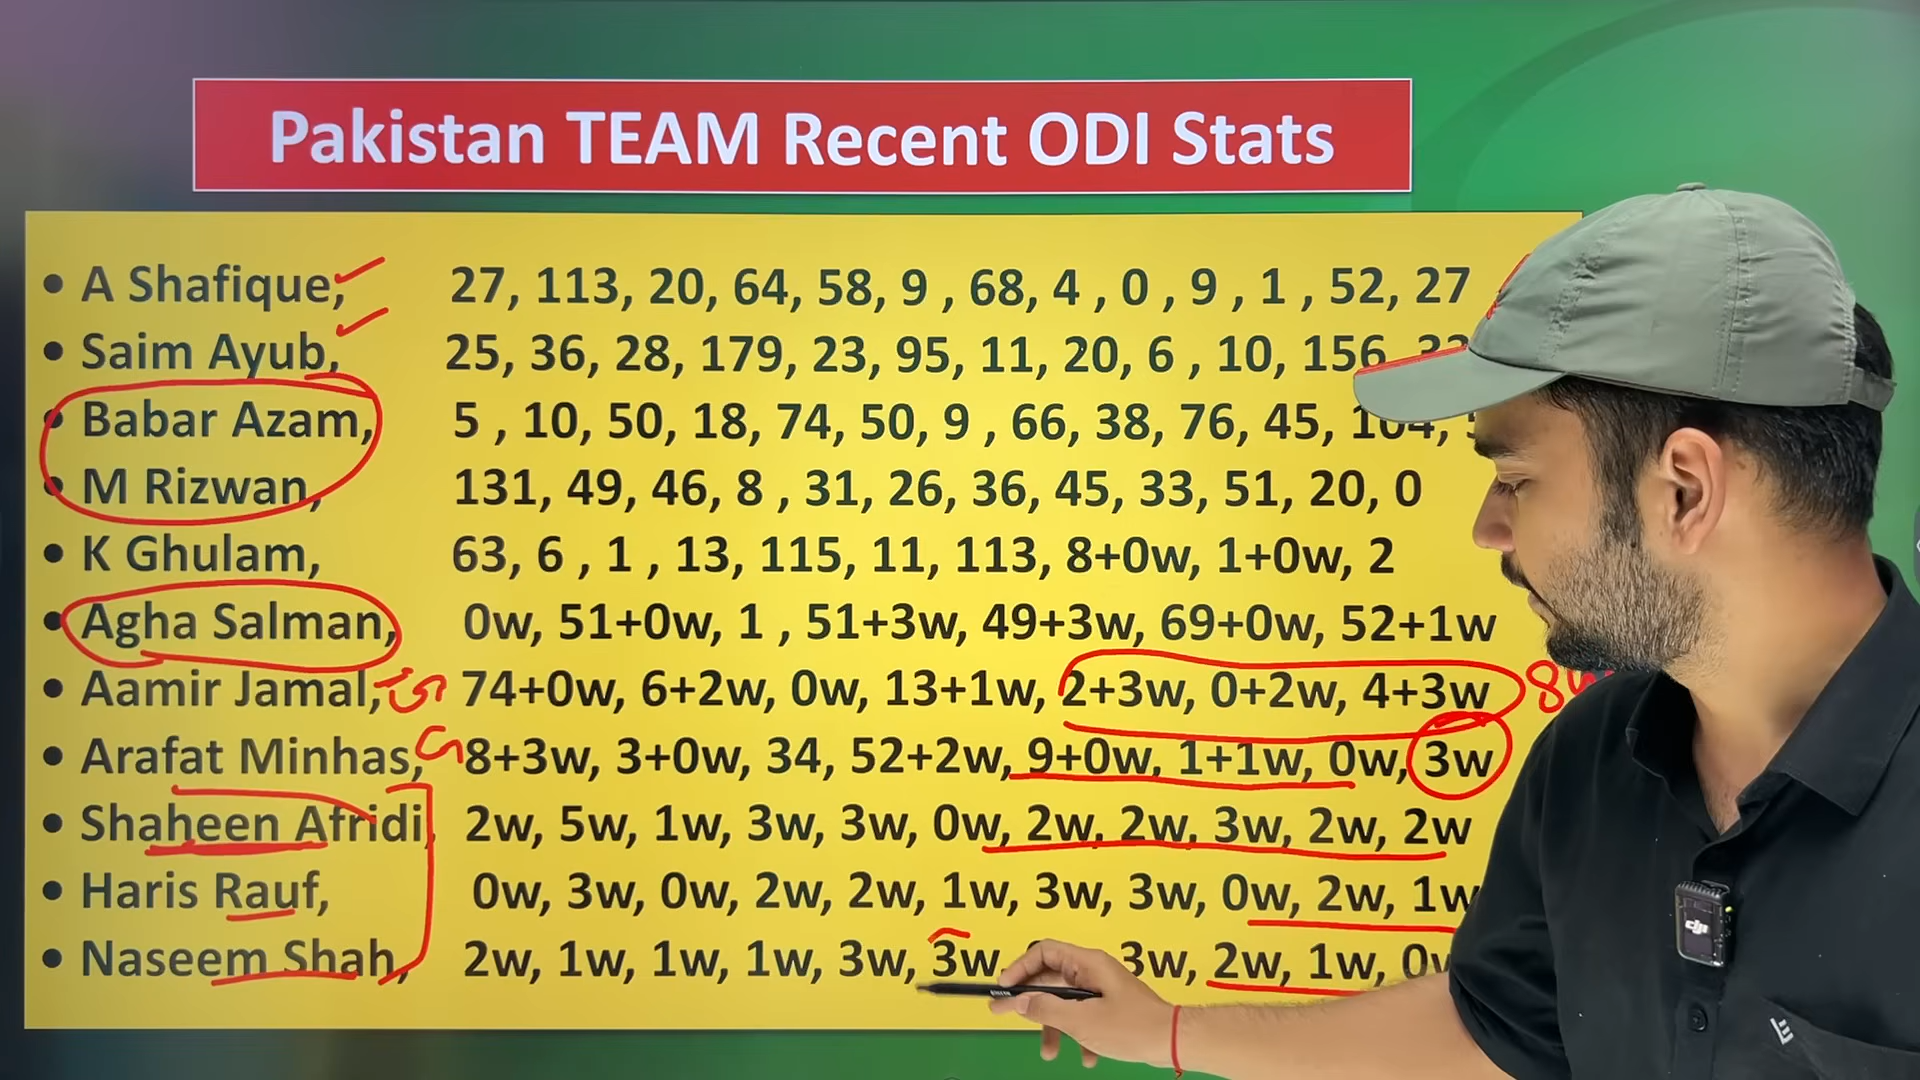 Pakistan TEAM Recent ODI Stats
• A Shafique, 27, 113, 20, 64, 58, 9 , 68, 4 , 0 , 9 , 1 , 52, 27
• Saim Ayub, 25, 36, 28, 179, 23, 95, 11, 20, 6 , 10, 156
• Babar Azam, 5 , 10, 50, 18, 74, 50, 9 , 66, 38, 76, 45, 104,
• M Rizwan, 131, 49, 46, 8 , 31, 26, 36, 45, 33, 51, 20, 0
• K Ghulam, 63, 6 , 1 , 13, 115, 11, 113, 8+0w, 1+0w, 2
• Agha Salman, 0w, 51+0w, 1 , 51+3w, 49+3w, 69+0w, 52+1w
• Aamir Jamal, 74+0w, 6+2w, 0w, 13+1w, 2+3w, 0+2w, 4+3w 8w
• Arafat Minhas, 8+3w, 3+0w, 34, 52+2w, 9+0w, 1+1w, 0w, 3w
• Shaheen Afridi, 2w, 5w, 1w, 3w, 3w, 0w, 2w, 2w, 3w, 2w, 2w
• Haris Rauf, 0w, 3w, 0w, 2w, 2w, 1w, 3w, 3w, 0w, 2w, 1w
• Naseem Shah, 2w, 1w, 1w, 1w, 3w, 3w, 3w, 2w, 1w, 0w
dji